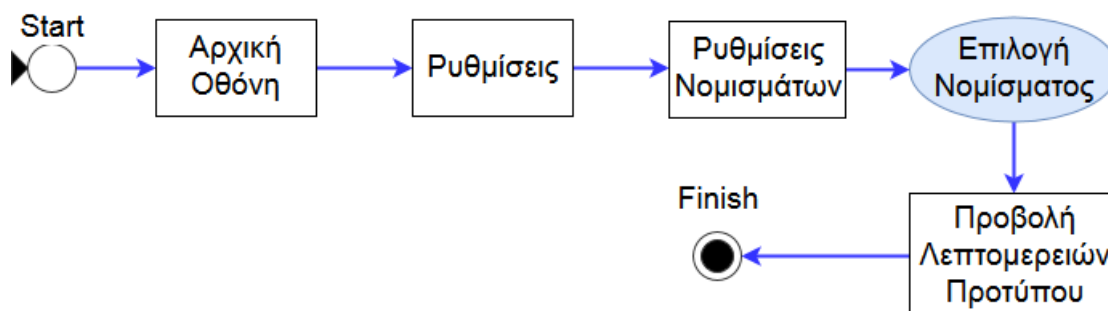 Start
Αρχική
Οθόνη
Ρυθμίσεις
Ρυθμίσεις
Νομισμάτων
Επιλογή
Νομίσματος
Finish
Προβολή
Λεπτομερειών
Προτύπου